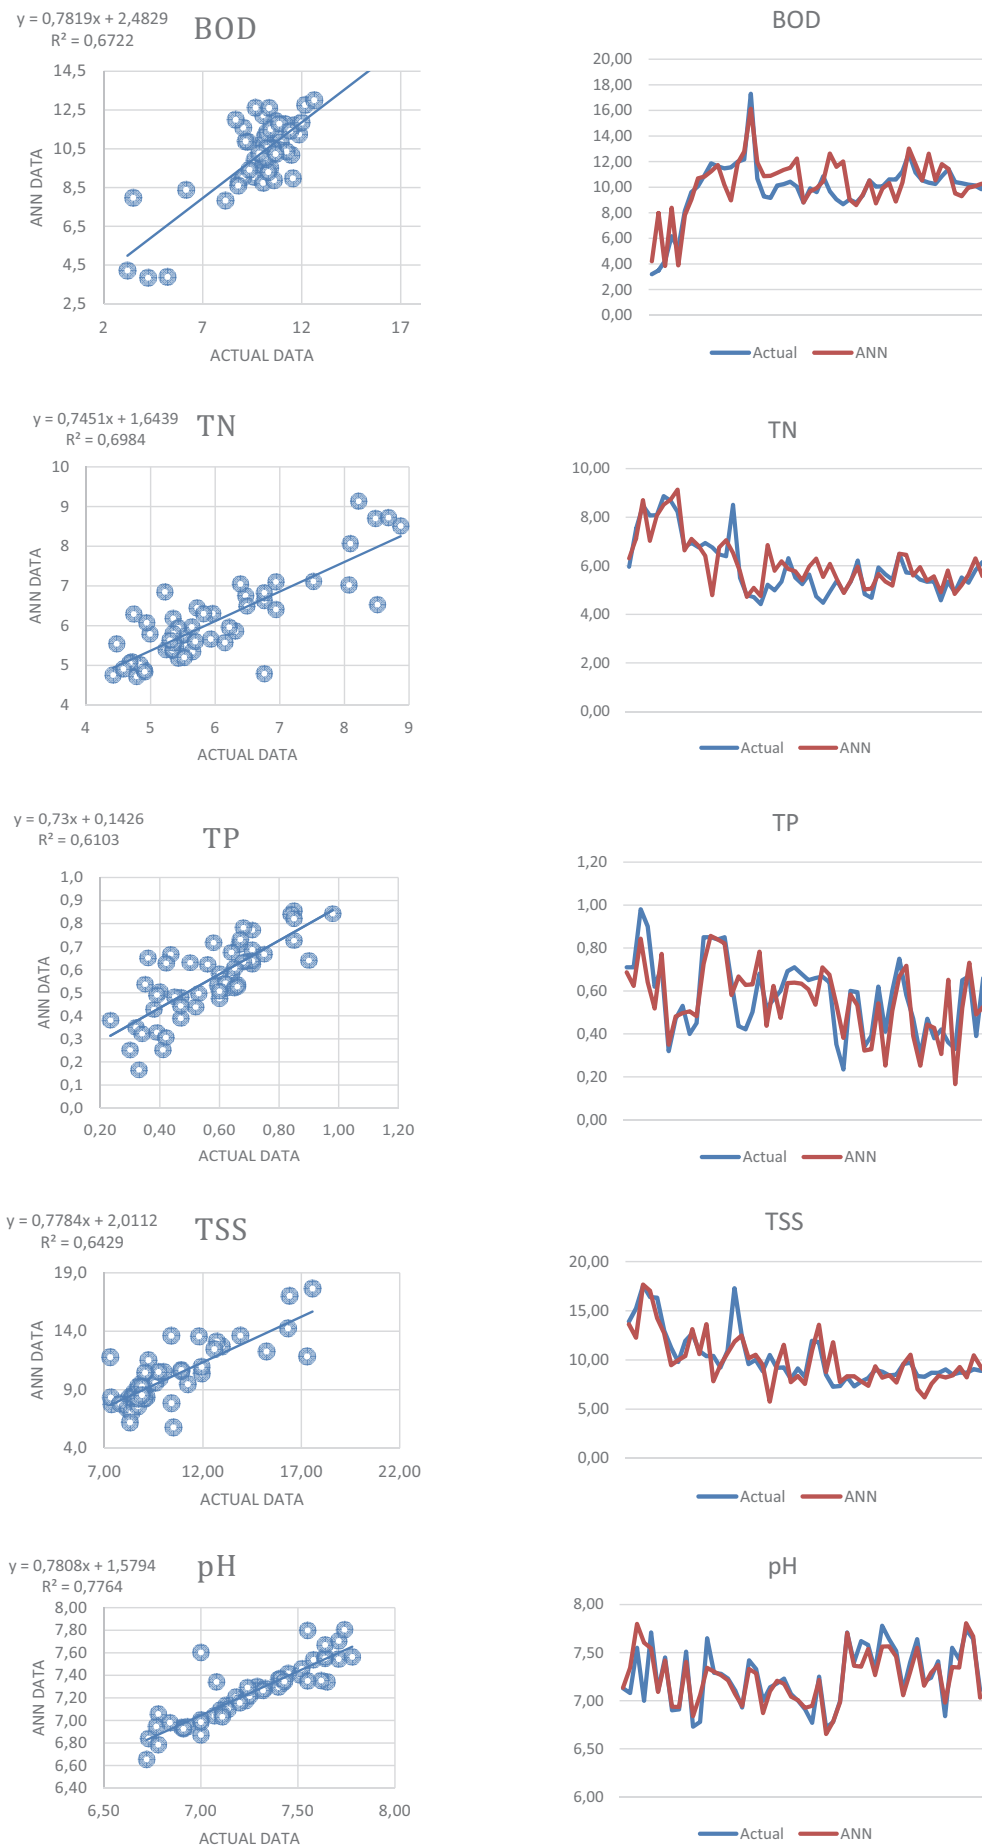 y = 0,7819x + 2,4829
R² = 0,6722
BOD
14,5
12,5
10,5
8,5
6,5
4,5
2,5
ANN DATA
2 7 12 17
ACTUAL DATA
BOD
20,00
18,00
16,00
14,00
12,00
10,00
8,00
6,00
4,00
2,00
0,00
Actual ANN
y = 0,7451x + 1,6439
R² = 0,6984
TN
10
9
8
7
6
5
4
ANN DATA
4 5 6 7 8 9
ACTUAL DATA
TN
10,00
8,00
6,00
4,00
2,00
0,00
Actual ANN
y = 0,73x + 0,1426
R² = 0,6103
TP
1,0
0,9
0,8
0,7
0,6
0,5
0,4
0,3
0,2
0,1
0,0
ANN DATA
0,20 0,40 0,60 0,80 1,00 1,20
ACTUAL DATA
TP
1,20
1,00
0,80
0,60
0,40
0,20
0,00
Actual ANN
y = 0,7784x + 2,0112
R² = 0,6429
TSS
19,0
14,0
9,0
4,0
ANN DATA
7,00 12,00 17,00 22,00
ACTUAL DATA
TSS
20,00
15,00
10,00
5,00
0,00
Actual ANN
y = 0,7808x + 1,5794
R² = 0,7764
pH
8,00
7,80
7,60
7,40
7,20
7,00
6,80
6,60
6,40
ANN DATA
6,50 7,00 7,50 8,00
ACTUAL DATA
pH
8,00
7,50
7,00
6,50
6,00
Actual ANN